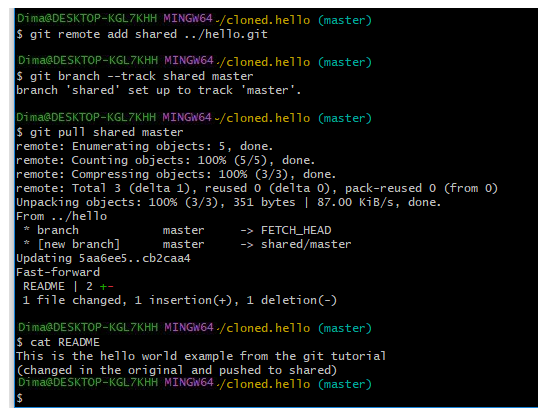 Dima@DESKTOP-KGL7KHH MINGW64 ~/cloned.hello (master)
$ git remote add shared ../hello.git
Dima@DESKTOP-KGL7KHH MINGW64 ~/cloned.hello (master)
$ git branch --track shared master
branch 'shared' set up to track 'master'.
Dima@DESKTOP-KGL7KHH MINGW64 ~/cloned.hello (master)
$ git pull shared master
remote: Enumerating objects: 5, done.
remote: Counting objects: 100% (5/5), done.
remote: Compressing objects: 100% (3/3), done.
remote: Total 3 (delta 1), reused 0 (delta 0), pack-reused 0 (from 0)
Unpacking objects: 100% (3/3), 351 bytes | 87.00 KiB/s, done.
From ../hello
 * branch            master     -> FETCH_HEAD
 * [new branch]      master     -> shared/master
Updating 5aa6ee5..cb2caa4
Fast-forward
 README | 2 +-
 1 file changed, 1 insertion(+), 1 deletion(-)
Dima@DESKTOP-KGL7KHH MINGW64 ~/cloned.hello (master)
$ cat README
This is the hello world example from the git tutorial
(changed in the original and pushed to shared)
Dima@DESKTOP-KGL7KHH MINGW64 ~/cloned.hello (master)
$